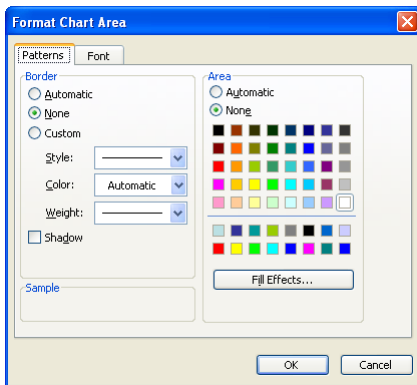 Format Chart Area
Patterns
Font
Border
Automatic
None
Custom
Style:
Color:
Automatic
Weight:
Shadow
Sample
Area
Automatic
None
Fill Effects...
OK
Cancel